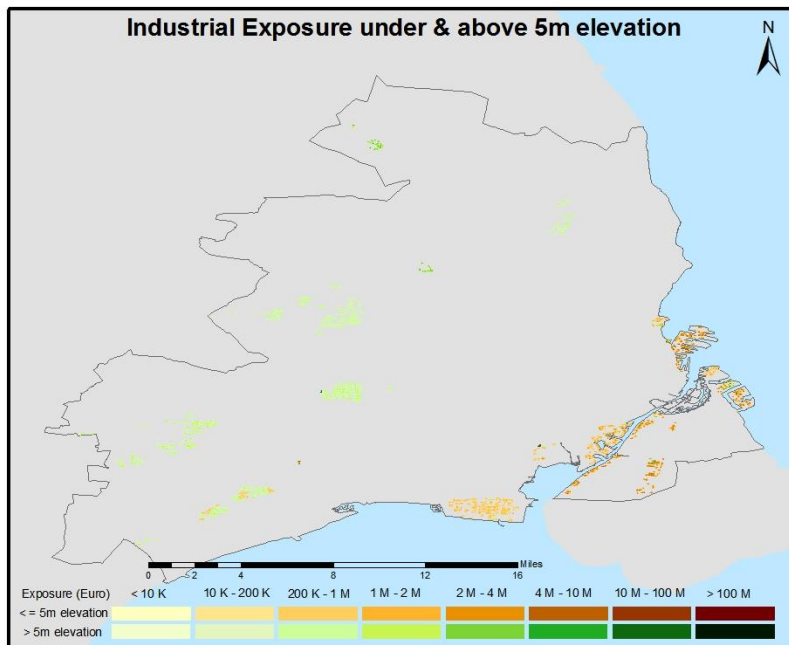 Industrial Exposure under & above 5m elevation
N
Miles
0 2 4 8 12 16
Exposure (Euro) < 10 K 10 K - 200 K 200 K - 1 M 1 M - 2 M 2 M - 4 M 4 M - 10 M 10 M - 100 M > 100 M
< = 5m elevation
> 5m elevation